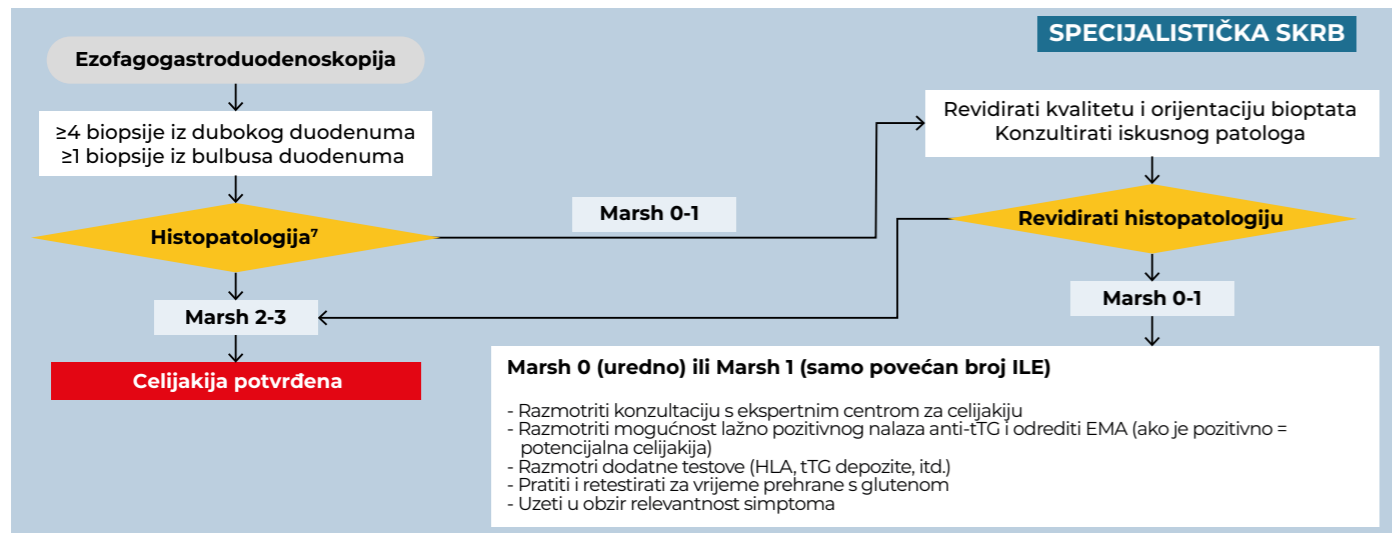 SPECIJALISTIČKA SKRB
Ezofagogastroduodenoskopija
≥4 biopsije iz dubokog duodenuma
≥1 biopsije iz bulbusa duodenuma
Histopatologija⁷
Marsh 0-1
Revidirati kvalitetu i orijentaciju bioptata
Konzultirati iskusnog patologa
Revidirati histopatologiju
Marsh 2-3
Celijakija potvrđena
Marsh 0-1
Marsh 0 (uredno) ili Marsh 1 (samo povećan broj ILE)
- Razmotriti konzultaciju s ekspertnim centrom za celijakiju
- Razmotriti mogućnost lažno pozitivnog nalaza anti-tTG i odrediti EMA (ako je pozitivno =
potencijalna celijakija)
- Razmotri dodatne testove (HLA, tTG depozite, itd.)
- Pratiti i retestirati za vrijeme prehrane s glutenom
- Uzeti u obzir relevantnost simptoma